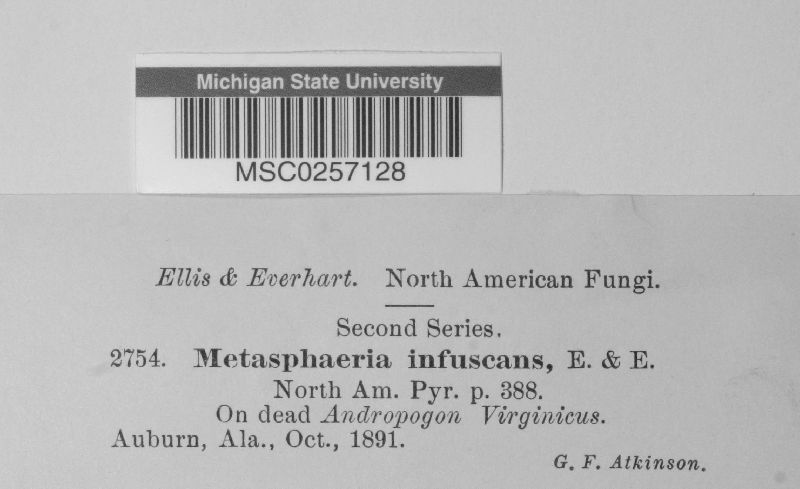 Michigan State University
MSC0257128
Ellis & Everhart. North American Fungi.
Second Series.
2754. Metasphaeria infuscans, E. & E.
North Am. Pyr. p. 388.
On dead Andropogon Virginicus.
Auburn, Ala., Oct., 1891.
G. F. Atkinson.